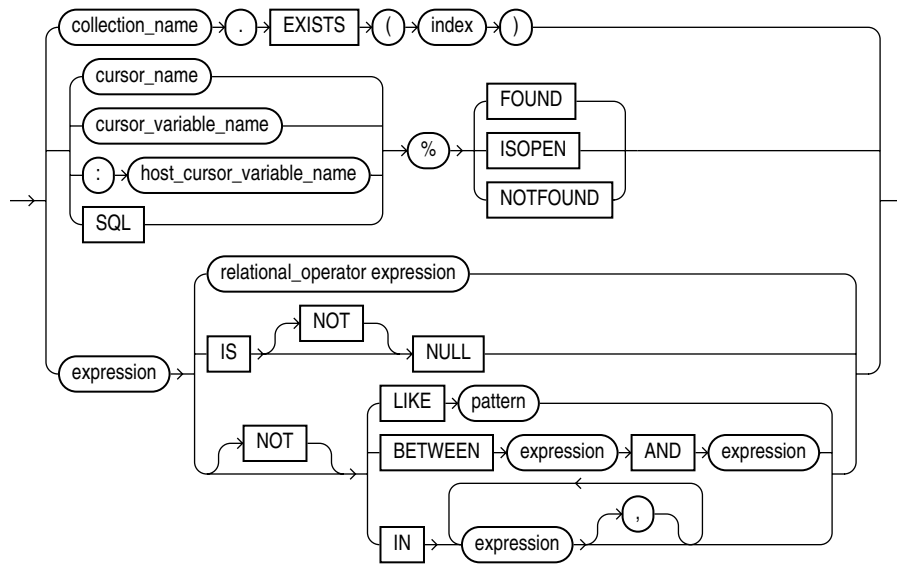 collection_name . EXISTS ( index )
cursor_name
cursor_variable_name
: host_cursor_variable_name
SQL
%
FOUND
ISOPEN
NOTFOUND
expression
relational_operator expression
IS NOT NULL
NOT
LIKE pattern
BETWEEN expression AND expression
IN expression ,